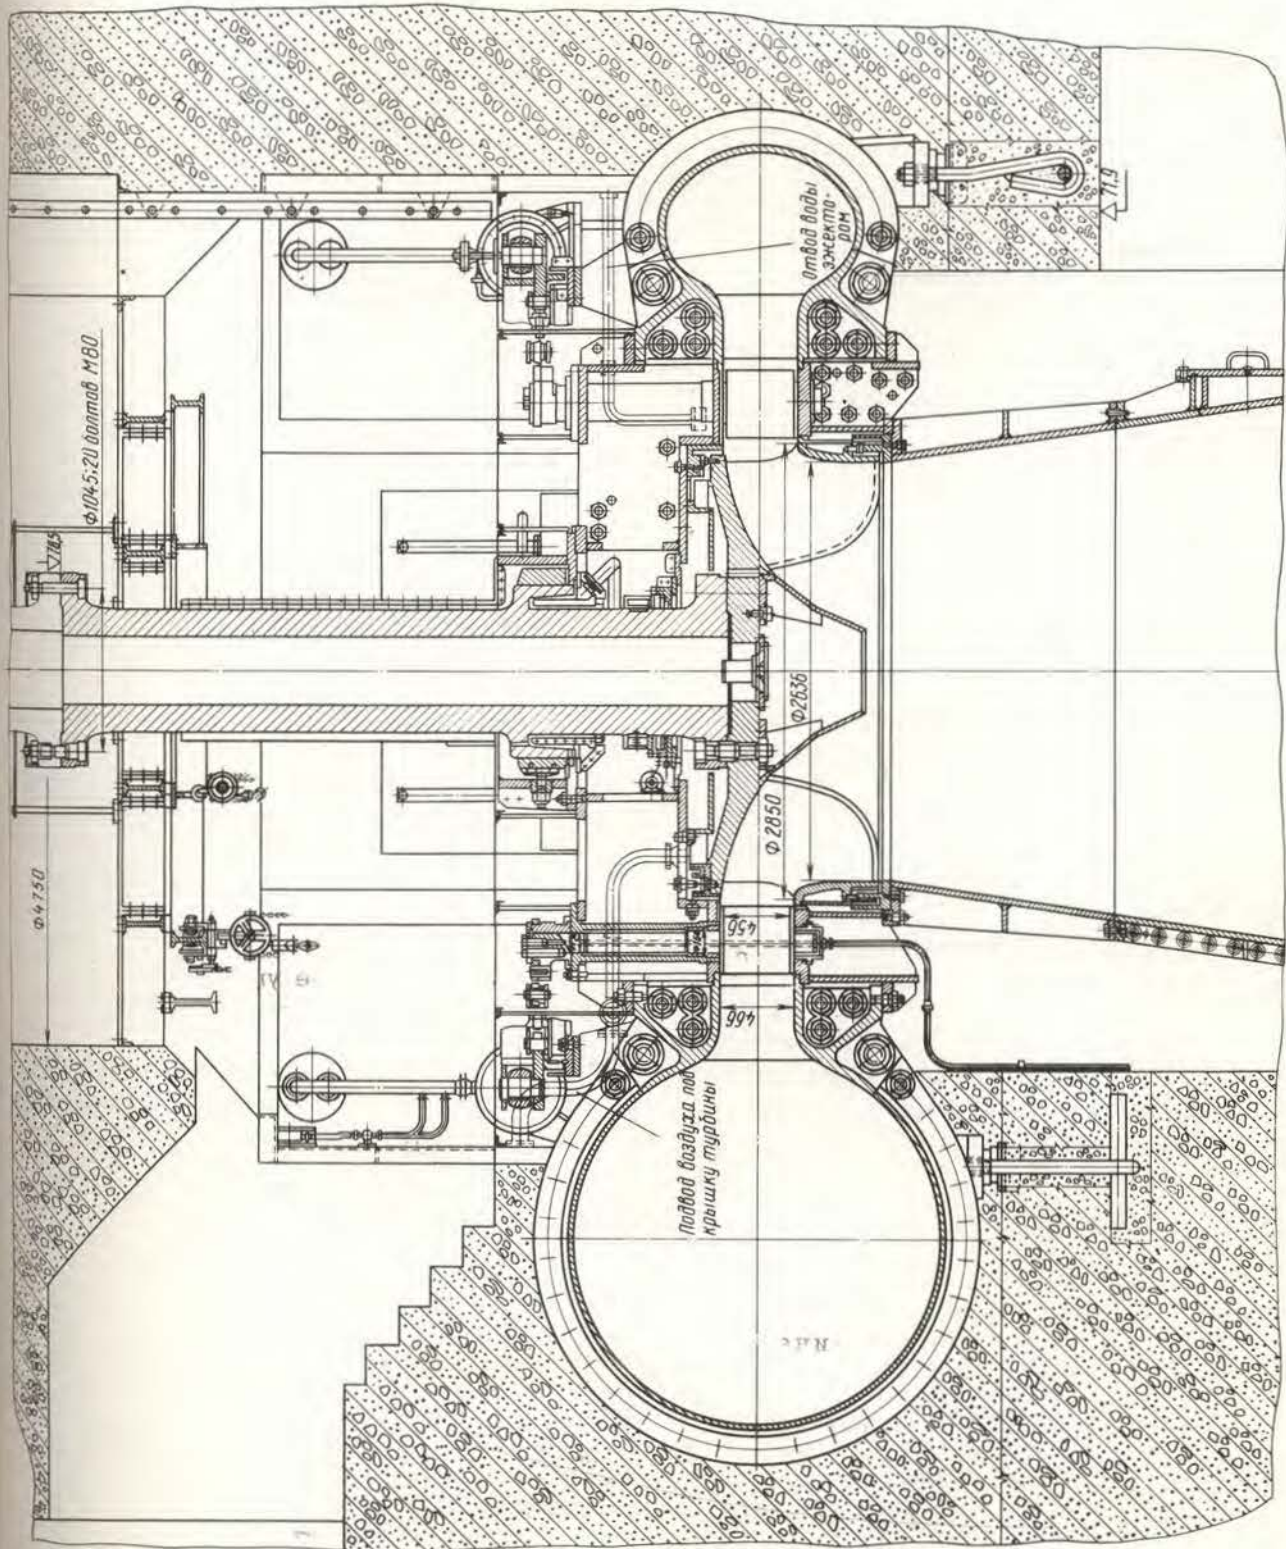 Ф1045; 20 болтов М80
78,5
Ф4750
Отвод воды
эжекто-
ром
71,9
Ф2636
Ф2850
456
466
Подвод воздуха под
крышку турбины